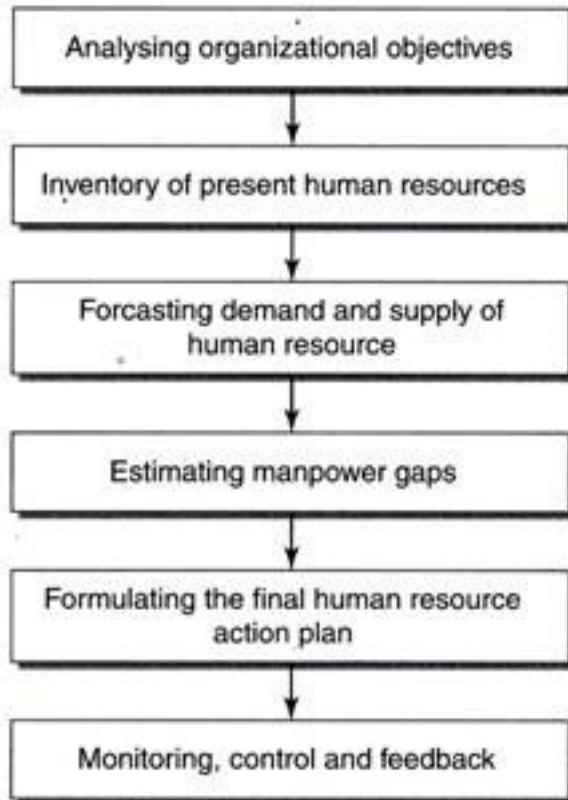 Analysing organizational objectives
Inventory of present human resources
Forcasting demand and supply of
human resource
Estimating manpower gaps
Formulating the final human resource
action plan
Monitoring, control and feedback